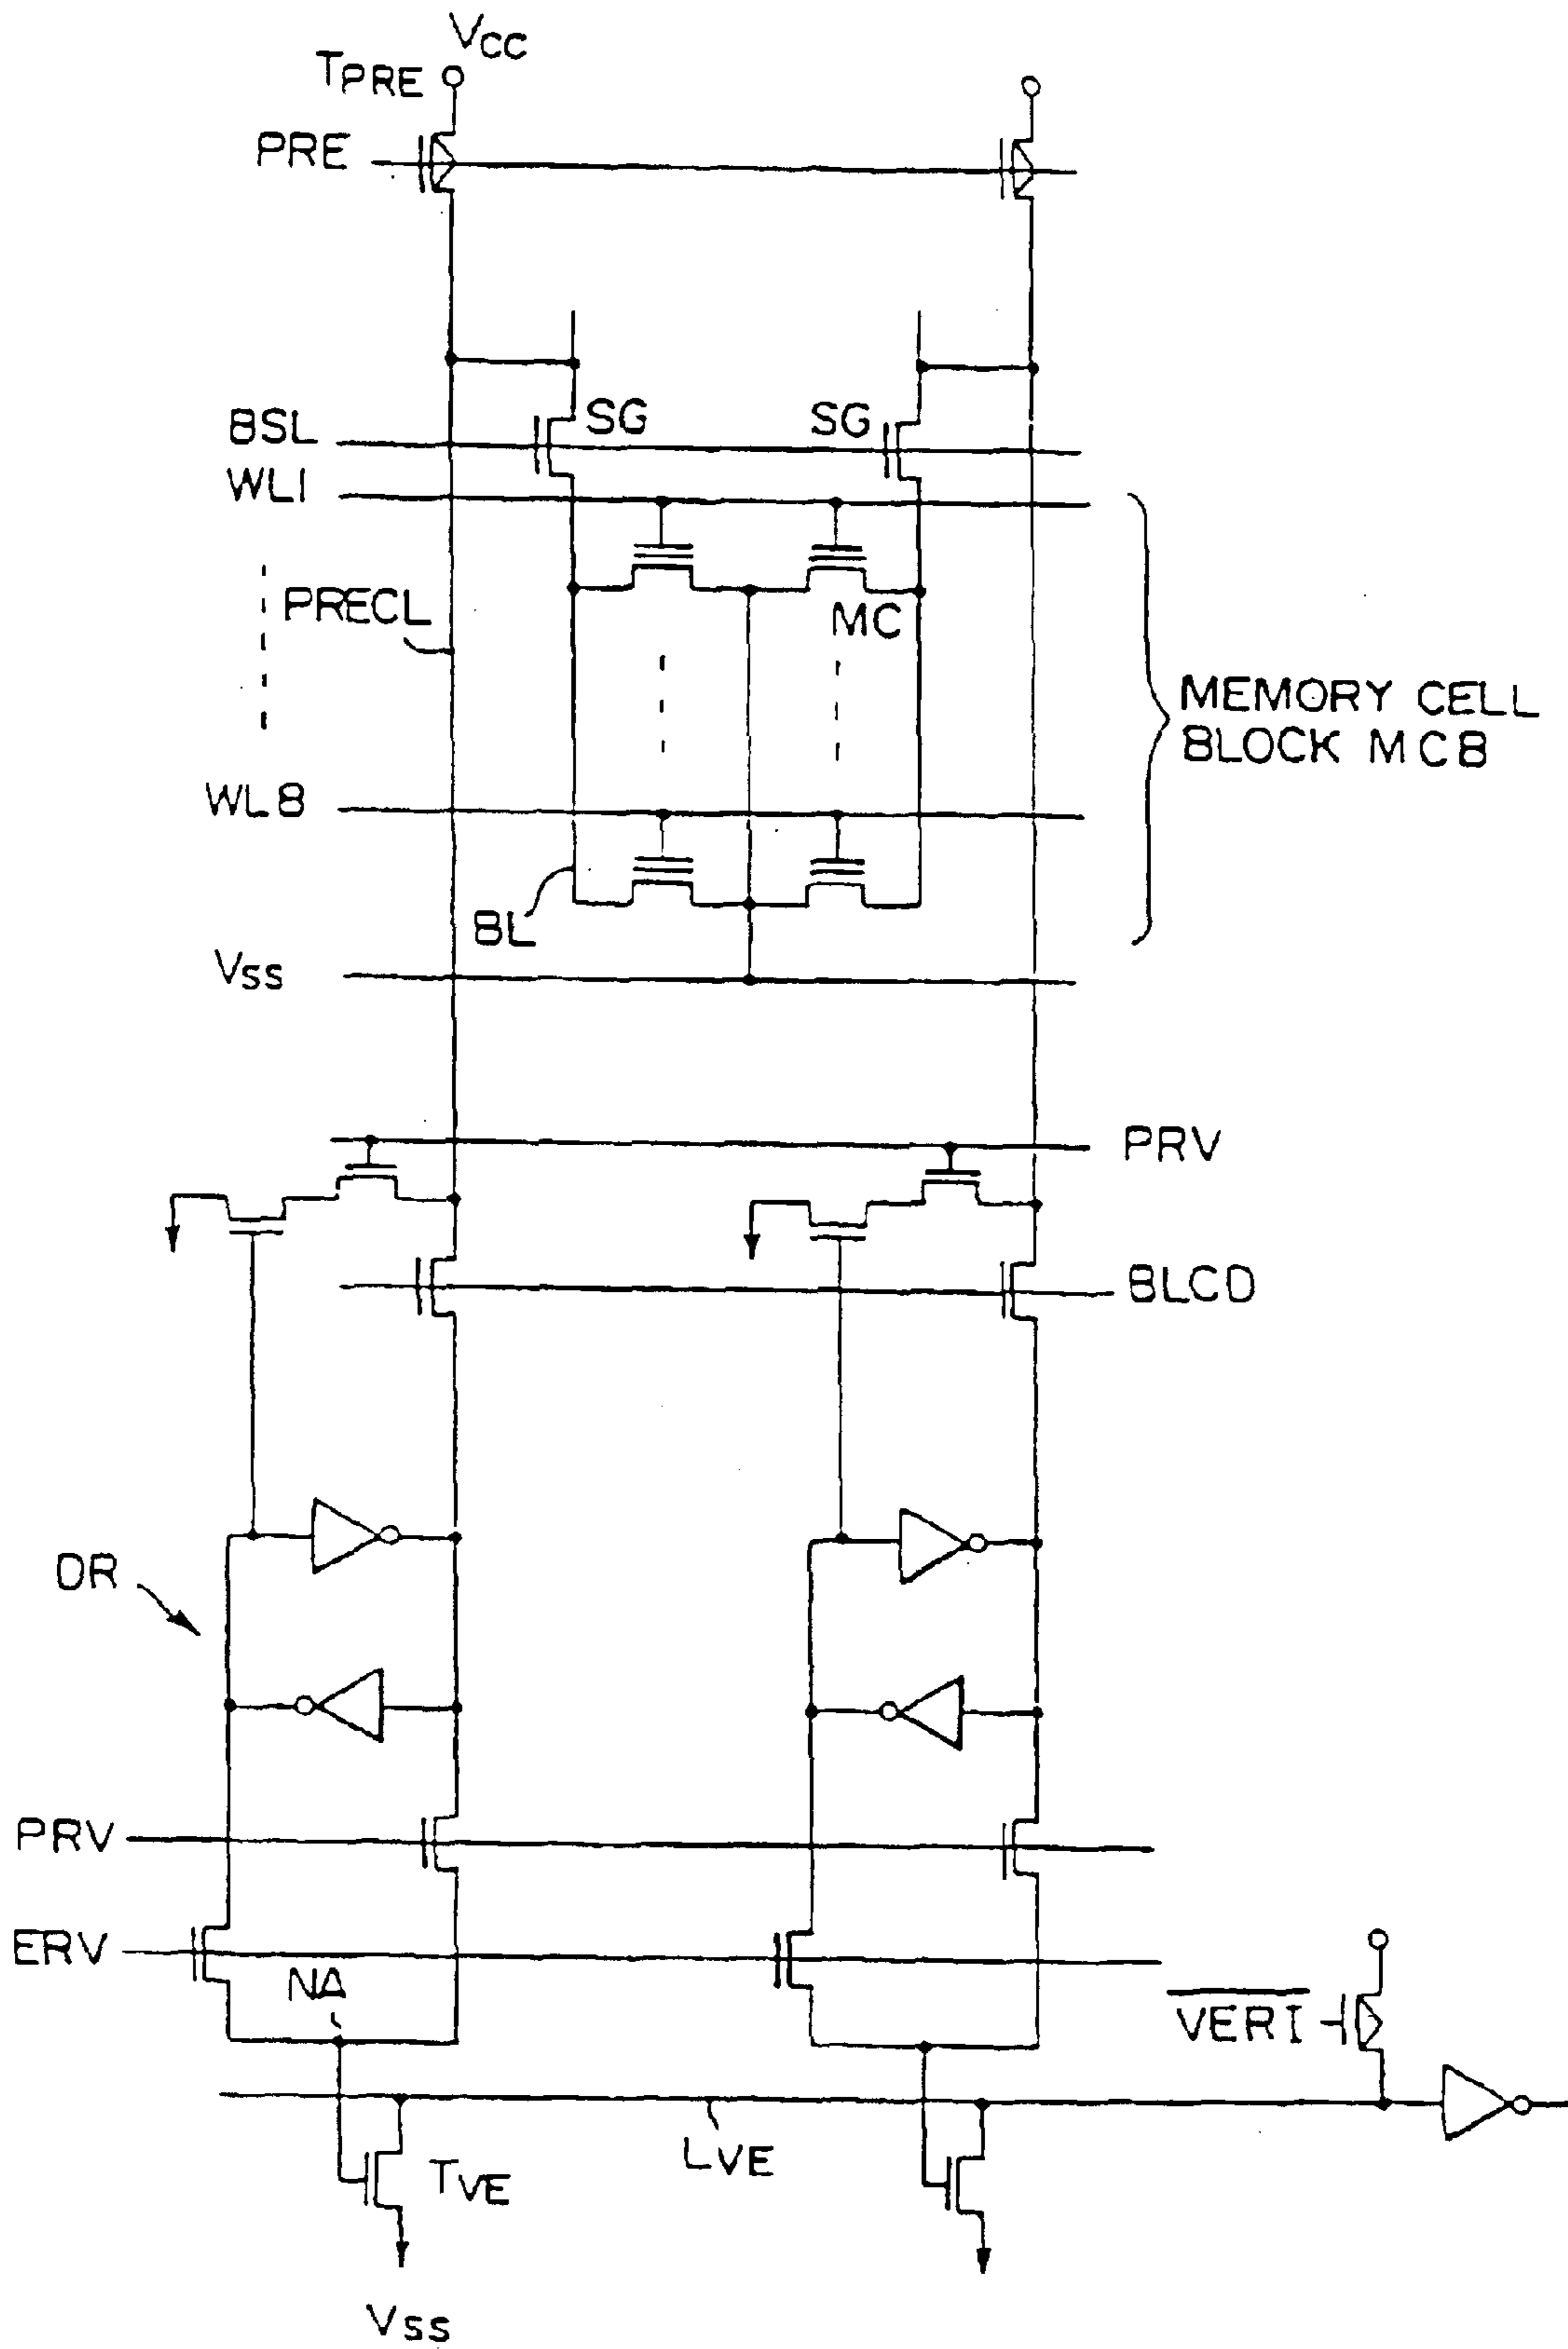 VCC
TPRE
PRE
BSL
SG
SG
WL1
PRECL
MC
MEMORY CELL
BLOCK MCB
WL8
BL
VSS
PRV
BLCD
DR
PRV
ERV
NA
VERI
LVE
TVE
VSS